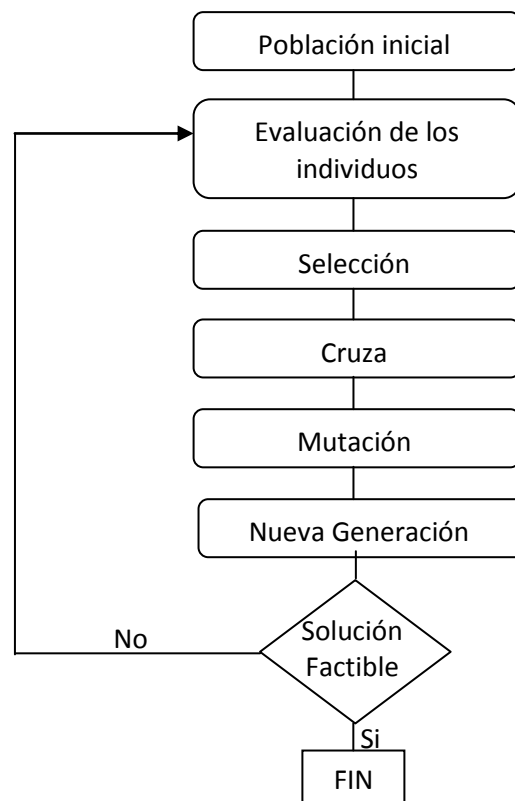 Población inicial
Evaluación de los
individuos
Selección
Cruza
Mutación
Nueva Generación
Solución
Factible
No
Si
FIN